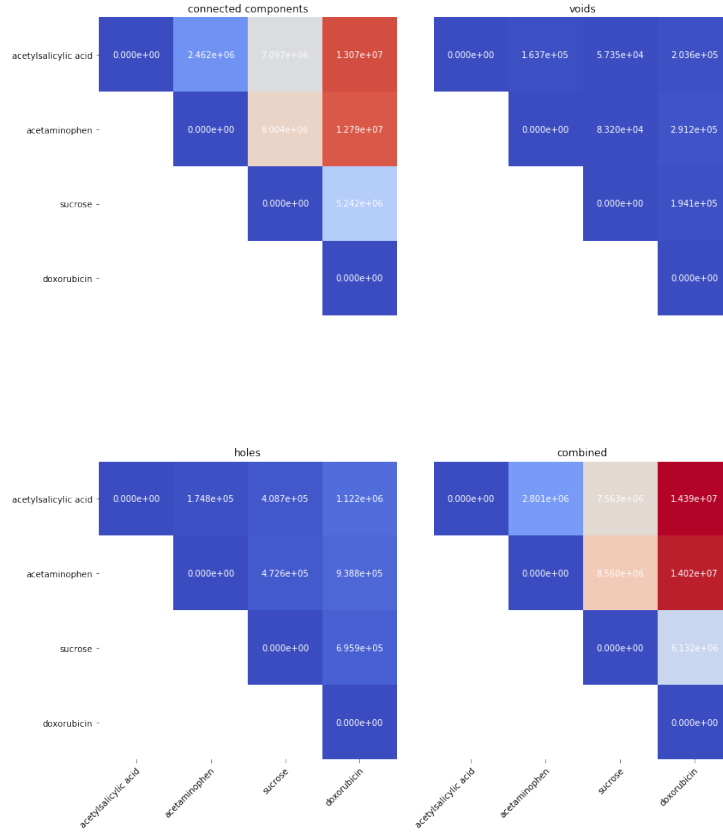 connected components voids
acetylsalicylic acid 0.000e+00 2.462e+06 7.097e+06 1.307e+07 0.000e+00 1.637e+05 5.735e+04 2.036e+05
acetaminophen 0.000e+00 8.004e+06 1.279e+07 0.000e+00 8.320e+04 2.912e+05
sucrose 0.000e+00 5.242e+06 0.000e+00 1.941e+05
doxorubicin 0.000e+00 0.000e+00
holes combined
acetylsalicylic acid 0.000e+00 1.748e+05 4.087e+05 1.122e+06 0.000e+00 2.801e+06 7.563e+06 1.439e+07
acetaminophen 0.000e+00 4.726e+05 9.388e+05 0.000e+00 8.560e+06 1.402e+07
sucrose 0.000e+00 6.959e+05 0.000e+00 6.132e+06
doxorubicin 0.000e+00 0.000e+00
acetylsalicylic acid acetaminophen sucrose doxorubicin acetylsalicylic acid acetaminophen sucrose doxorubicin